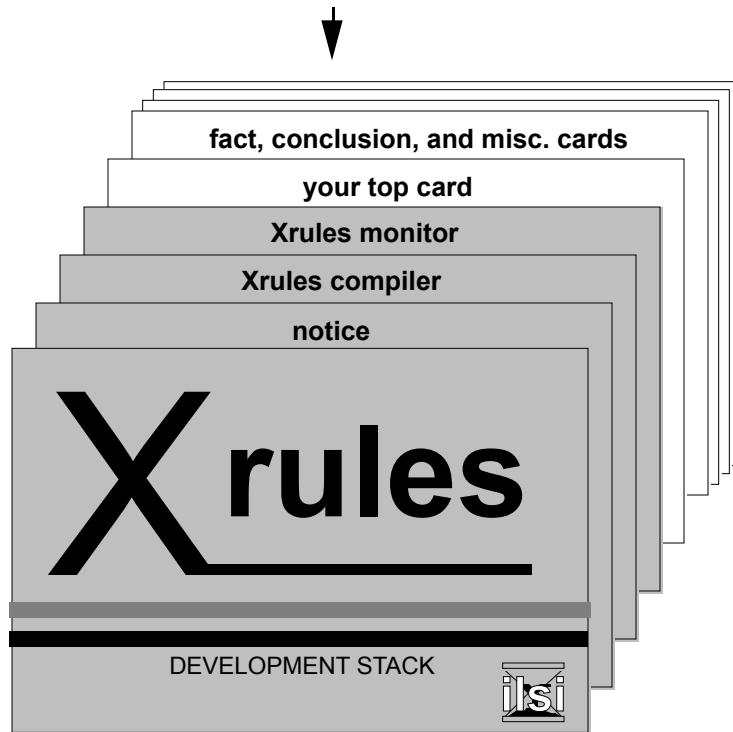 fact, conclusion, and misc. cards
your top card
Xrules monitor
Xrules compiler
notice
Xrules
DEVELOPMENT STACK
ilsi